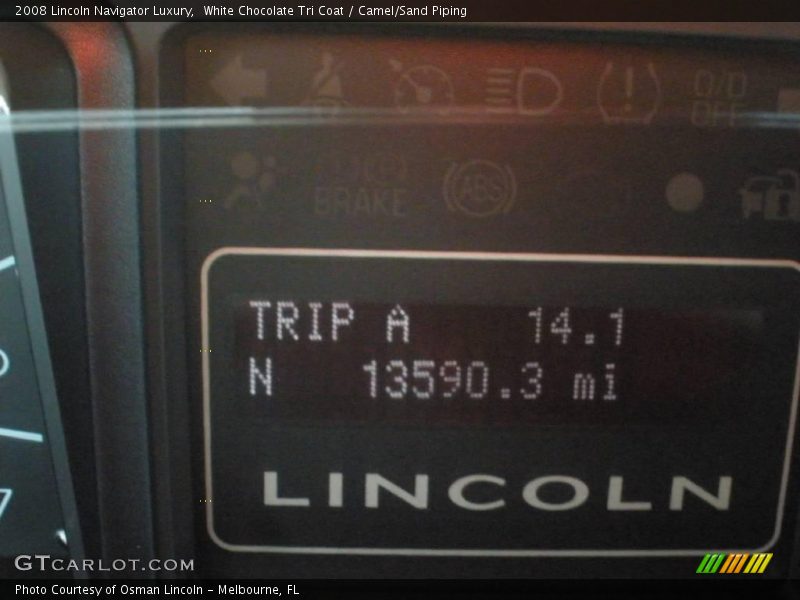 2008 Lincoln Navigator Luxury,  White Chocolate Tri Coat / Camel/Sand Piping
O/D
OFF
BRAKE
ABS
TRIP A 14.1
N 13590.3 mi
LINCOLN
7
GTCARLOT.COM
Photo Courtesy of Osman Lincoln - Melbourne, FL